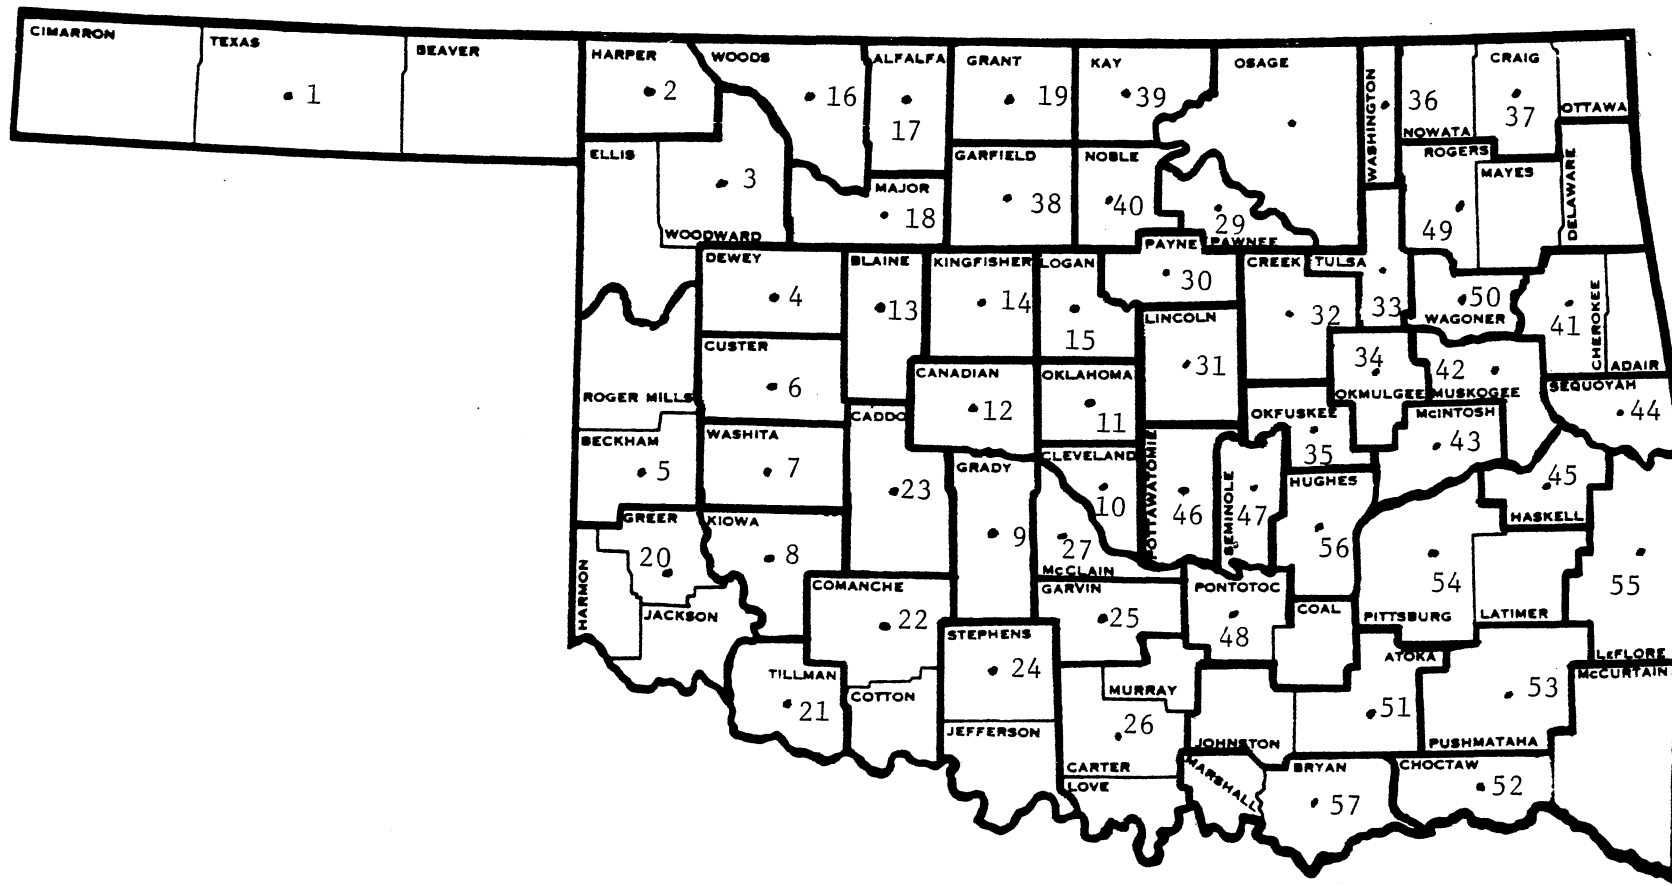 CIMARRON
TEXAS
BEAVER
HARPER
WOODS
ALFALFA
GRANT
KAY
OSAGE
WASHINGTON
CRAIG
1
2
16
17
19
39
36
37
NOWATA
OTTAWA
ELLIS
3
WOODWARD
MAJOR
18
GARFIELD
38
NOBLE
40
29
PAWNEE
ROGERS
49
MAYES
DELAWARE
DEWEY
4
BLAINE
13
KINGFISHER
14
LOGAN
15
PAYNE
30
CREEK
32
TULSA
33
50
WAGONER
41
CHEROKEE
ADAIR
ROGER MILLS
CUSTER
6
CANADIAN
12
OKLAHOMA
11
LINCOLN
31
34
OKMULGEE
42
MUSKOGEE
SEQUOYAH
44
BECKHAM
5
WASHITA
7
CADDO
23
GRADY
9
CLEVELAND
10
POTTAWATOMIE
46
SEMINOLE
47
OKFUSKEE
35
McINTOSH
43
45
HASKELL
HARMON
GREER
20
KIOWA
8
27
McCLAIN
HUGHES
56
54
PITTSBURG
LATIMER
55
LeFLORE
JACKSON
COMANCHE
22
GARVIN
25
PONTOTOC
48
COAL
ATOKA
51
53
PUSHMATAHA
McCURTAIN
TILLMAN
21
COTTON
STEPHENS
24
JEFFERSON
MURRAY
26
CARTER
LOVE
JOHNSTON
MARSHALL
BRYAN
57
CHOCTAW
52